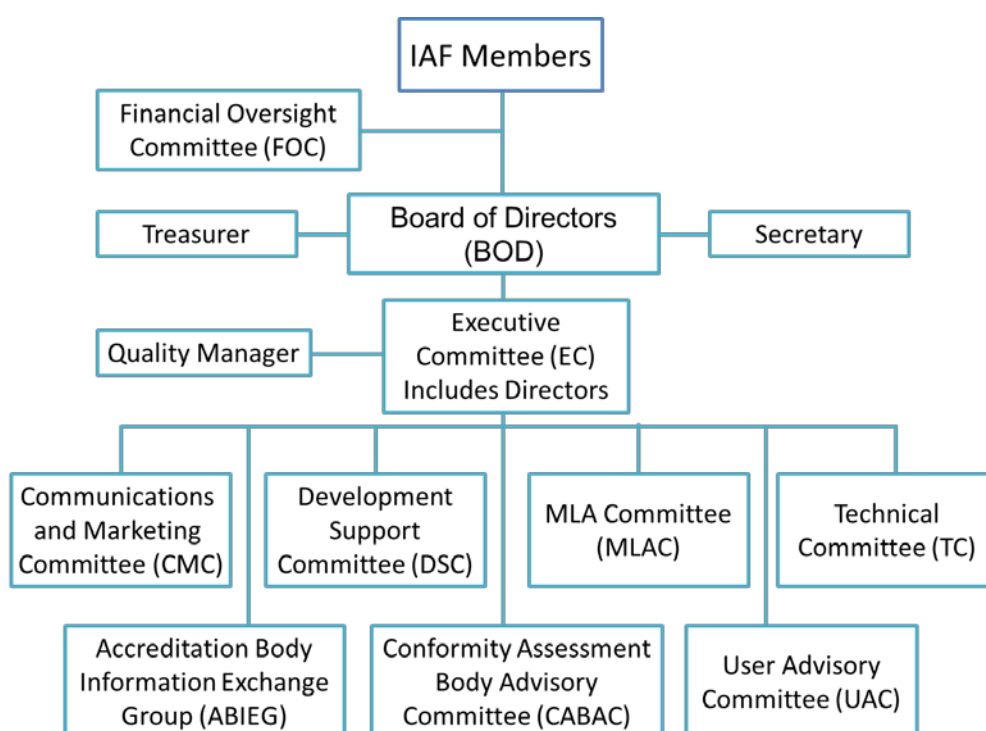 IAF Members
Financial Oversight
Committee (FOC)
Board of Directors
(BOD)
Treasurer
Secretary
Executive
Committee (EC)
Includes Directors
Quality Manager
Communications
and Marketing
Committee (CMC)
Development
Support
Committee (DSC)
MLA Committee
(MLAC)
Technical
Committee (TC)
Accreditation Body
Information Exchange
Group (ABIEG)
Conformity Assessment
Body Advisory
Committee (CABAC)
User Advisory
Committee (UAC)